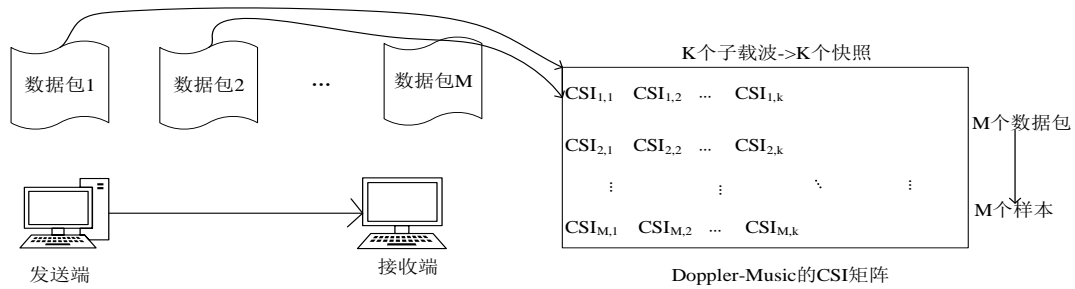 数据包1
数据包2
...
数据包M
K个子载波->K个快照
CSI1,1 CSI1,2 ... CSI1,k
CSI2,1 CSI2,2 ... CSI2,k
⋮ ⋮ ⋱ ⋮
CSIM,1 CSIM,2 ... CSIM,k
M个数据包
M个样本
发送端
接收端
Doppler-Music的CSI矩阵